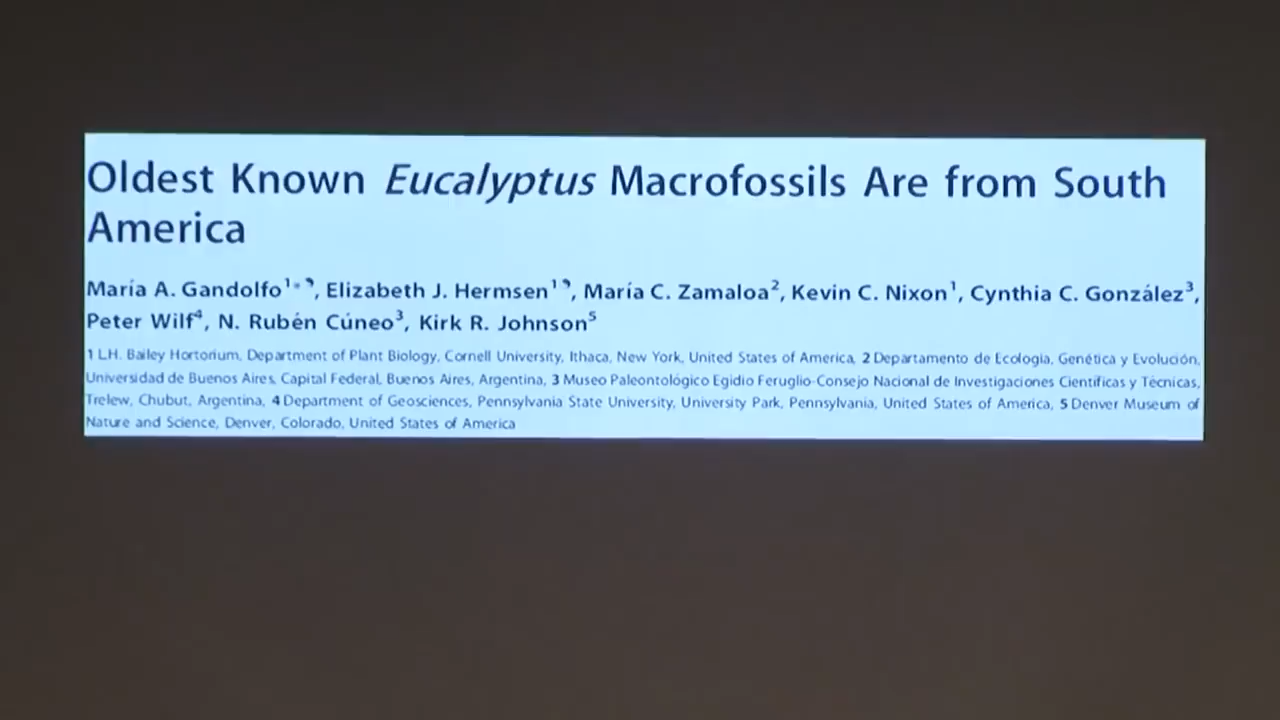 Oldest Known Eucalyptus Macrofossils Are from South
America
María A. Gandolfo¹*⁹, Elizabeth J. Hermsen¹⁹, María C. Zamaloa², Kevin C. Nixon¹, Cynthia C. González³,
Peter Wilf⁴, N. Rubén Cúneo³, Kirk R. Johnson⁵
1 L.H. Bailey Hortorium, Department of Plant Biology, Cornell University, Ithaca, New York, United States of America, 2 Departamento de Ecología, Genética y Evolución,
Universidad de Buenos Aires, Capital Federal, Buenos Aires, Argentina, 3 Museo Paleontológico Egidio Feruglio-Consejo Nacional de Investigaciones Científicas y Técnicas,
Trelew, Chubut, Argentina, 4 Department of Geosciences, Pennsylvania State University, University Park, Pennsylvania, United States of America, 5 Denver Museum of
Nature and Science, Denver, Colorado, United States of America